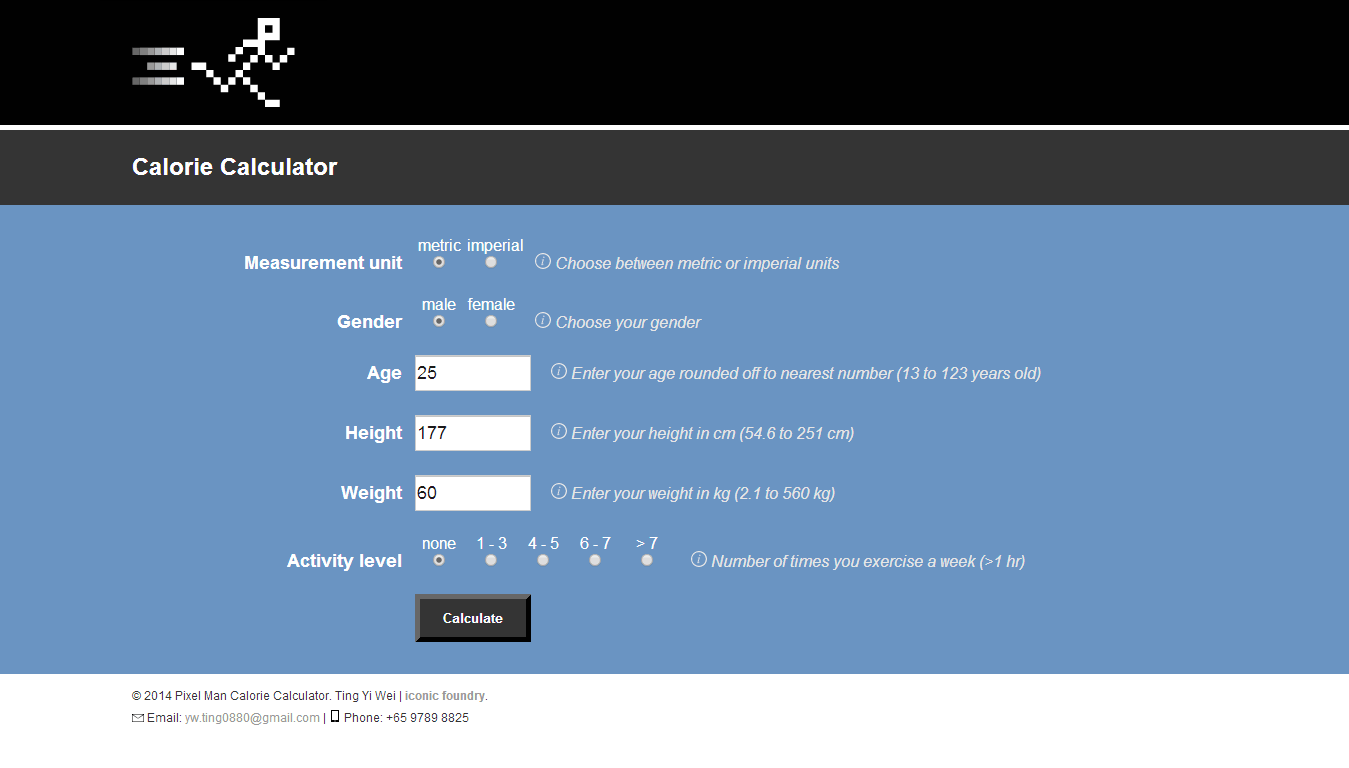 Calorie Calculator
metric imperial
Measurement unit
Choose between metric or imperial units
male female
Gender
Choose your gender
Age 25 Enter your age rounded off to nearest number (13 to 123 years old)
Height 177 Enter your height in cm (54.6 to 251 cm)
Weight 60 Enter your weight in kg (2.1 to 560 kg)
none 1 - 3 4 - 5 6 - 7 > 7
Activity level
Number of times you exercise a week (>1 hr)
Calculate
© 2014 Pixel Man Calorie Calculator. Ting Yi Wei | iconic foundry.
Email: yw.ting0880@gmail.com | Phone: +65 9789 8825